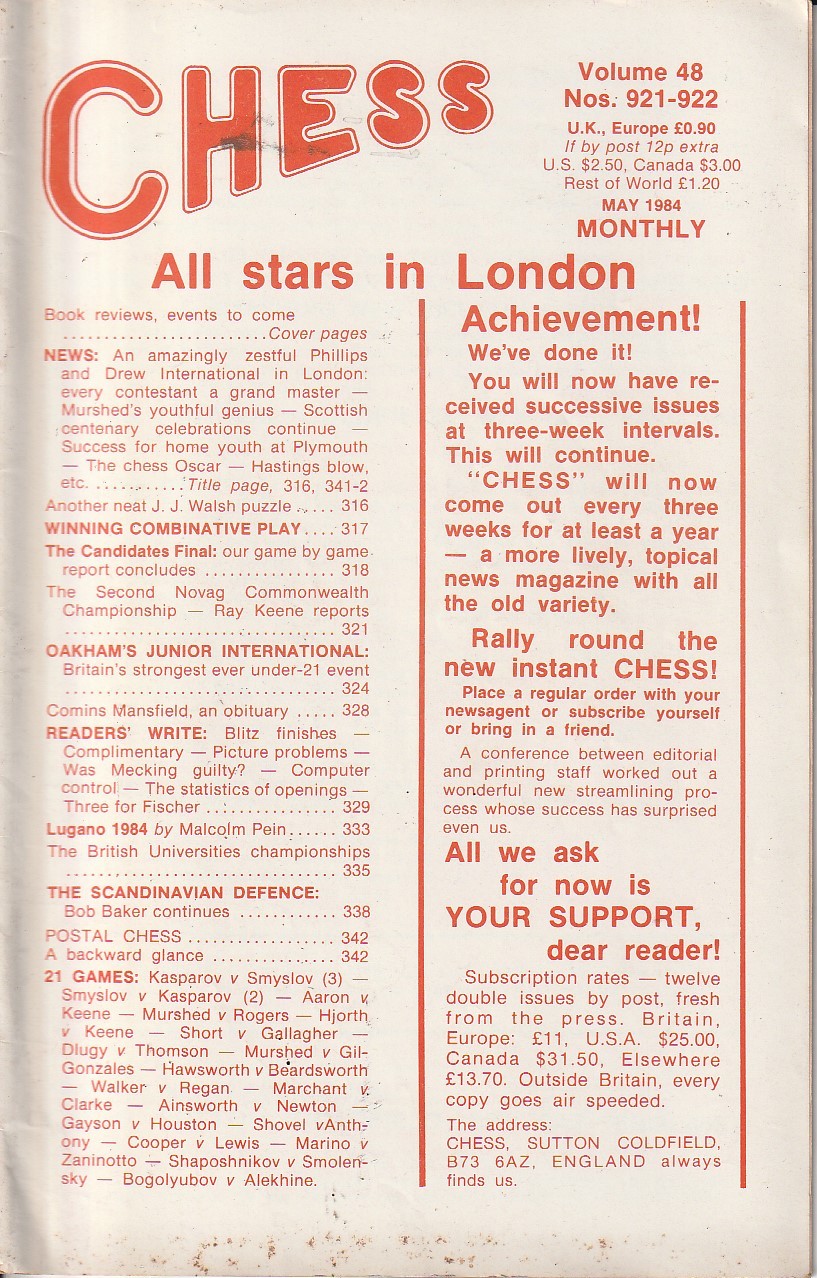 CHESS
Volume 48
Nos. 921-922
U.K., Europe £0.90
If by post 12p extra
U.S. $2.50, Canada $3.00
Rest of World £1.20
MAY 1984
MONTHLY
All stars in London
Book reviews, events to come
........................Cover pages
NEWS: An amazingly zestful Phillips
and Drew International in London:
every contestant a grand master —
Murshed's youthful genius — Scottish
centenary celebrations continue —
Success for home youth at Plymouth
— The chess Oscar — Hastings blow,
etc. ..........Title page, 316, 341-2
Another neat J. J. Walsh puzzle ..... 316
WINNING COMBINATIVE PLAY.... 317
The Candidates Final: our game by game
report concludes ................ 318
The Second Novag Commonwealth
Championship — Ray Keene reports
................................. 321
OAKHAM'S JUNIOR INTERNATIONAL:
Britain's strongest ever under-21 event
................................. 324
Comins Mansfield, an obituary ..... 328
READERS' WRITE: Blitz finishes —
Complimentary — Picture problems —
Was Mecking guilty? — Computer
control — The statistics of openings —
Three for Fischer ................ 329
Lugano 1984 by Malcolm Pein...... 333
The British Universities championships
................................. 335
THE SCANDINAVIAN DEFENCE:
Bob Baker continues ............ 338
POSTAL CHESS .................. 342
A backward glance ............... 342
21 GAMES: Kasparov v Smyslov (3) —
Smyslov v Kasparov (2) — Aaron v
Keene — Murshed v Rogers — Hjorth
v Keene — Short v Gallagher —
Dlugy v Thomson — Murshed v Gil-
Gonzales — Hawsworth v Beardsworth
— Walker v Regan — Marchant v
Clarke — Ainsworth v Newton —
Gayson v Houston — Shovel vAnth-
ony — Cooper v Lewis — Marino v
Zaninotto — Shaposhnikov v Smolen-
sky — Bogolyubov v Alekhine.
Achievement!
We've done it!
You will now have re-
ceived successive issues
at three-week intervals.
This will continue.
"CHESS" will now
come out every three
weeks for at least a year
— a more lively, topical
news magazine with all
the old variety.
Rally round the
new instant CHESS!
Place a regular order with your
newsagent or subscribe yourself
or bring in a friend.
A conference between editorial
and printing staff worked out a
wonderful new streamlining pro-
cess whose success has surprised
even us.
All we ask
for now is
YOUR SUPPORT,
dear reader!
Subscription rates — twelve
double issues by post, fresh
from the press. Britain,
Europe: £11, U.S.A. $25.00,
Canada $31.50, Elsewhere
£13.70. Outside Britain, every
copy goes air speeded.
The address:
CHESS, SUTTON COLDFIELD,
B73 6AZ, ENGLAND always
finds us.